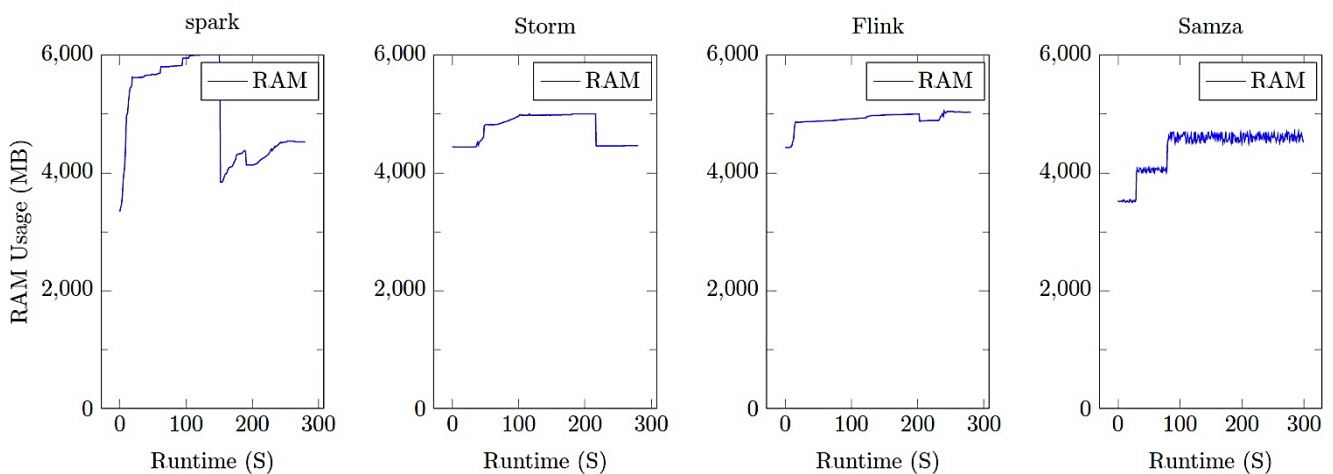 spark
Storm
Flink
Samza
RAM Usage (MB)
6,000
4,000
2,000
0
RAM
0 100 200 300
Runtime (S)
6,000
4,000
2,000
0
RAM
0 100 200 300
Runtime (S)
6,000
4,000
2,000
0
RAM
0 100 200 300
Runtime (S)
6,000
4,000
2,000
0
RAM
0 100 200 300
Runtime (S)